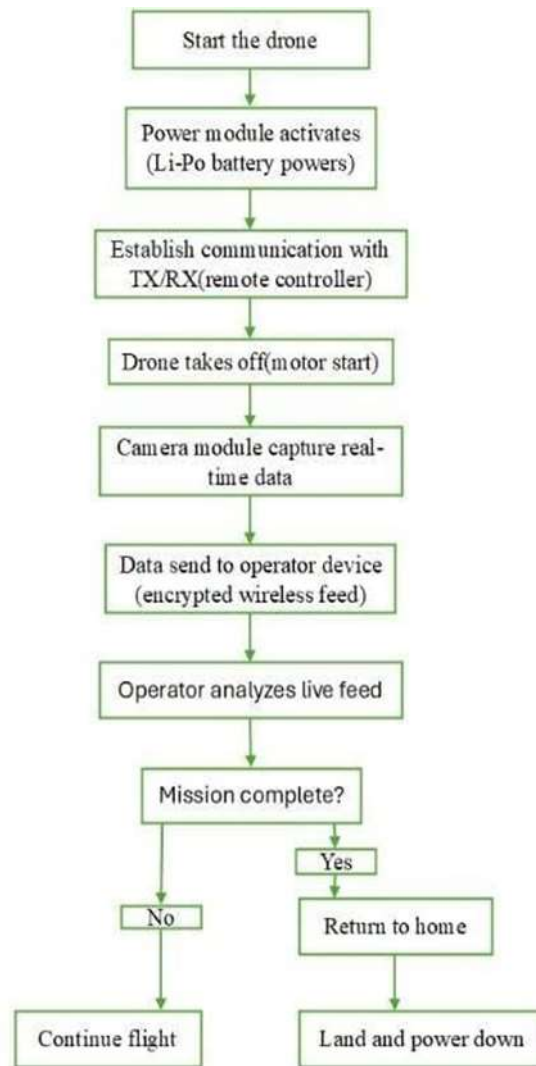 Start the drone
Power module activates
(Li-Po battery powers)
Establish communication with
TX/RX(remote controller)
Drone takes off(motor start)
Camera module capture real-
time data
Data send to operator device
(encrypted wireless feed)
Operator analyzes live feed
Mission complete?
Yes
No
Return to home
Continue flight
Land and power down